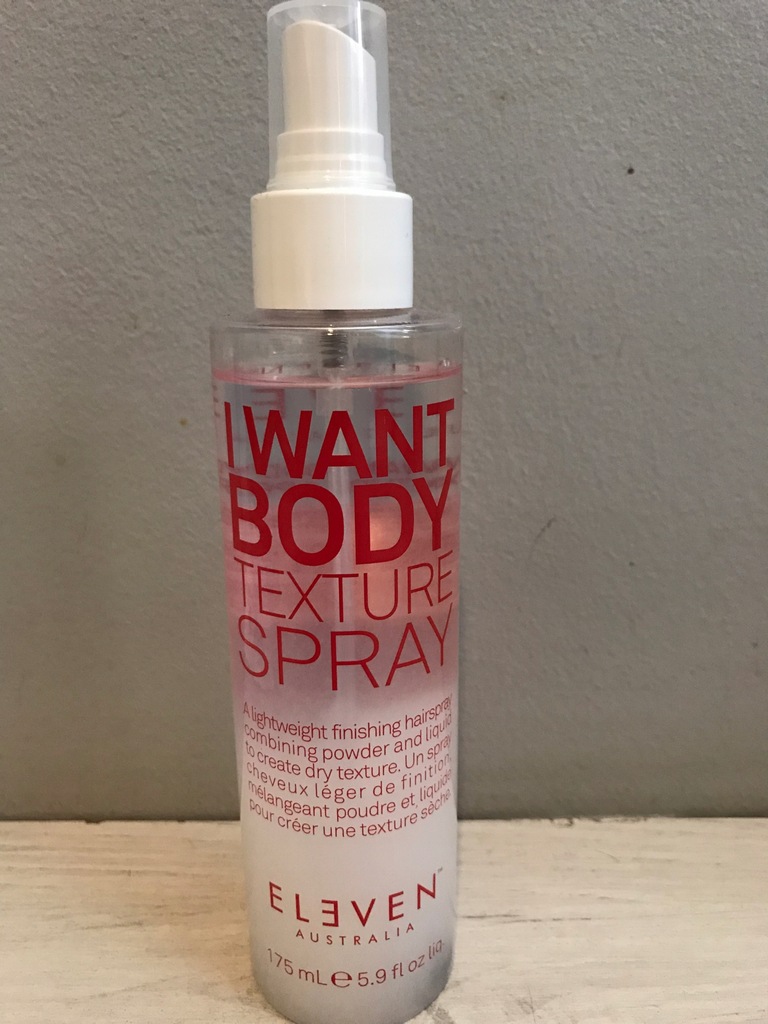 I WANT
BODY
TEXTURE
SPRAY
A lightweight finishing hairspray
combining powder and liquid
to create dry texture. Un spray
cheveux léger de finition,
mélangeant poudre et liquide
pour créer une texture sèche.
ELEVEN™
AUSTRALIA
175 mL ℮ 5.9 fl oz liq.